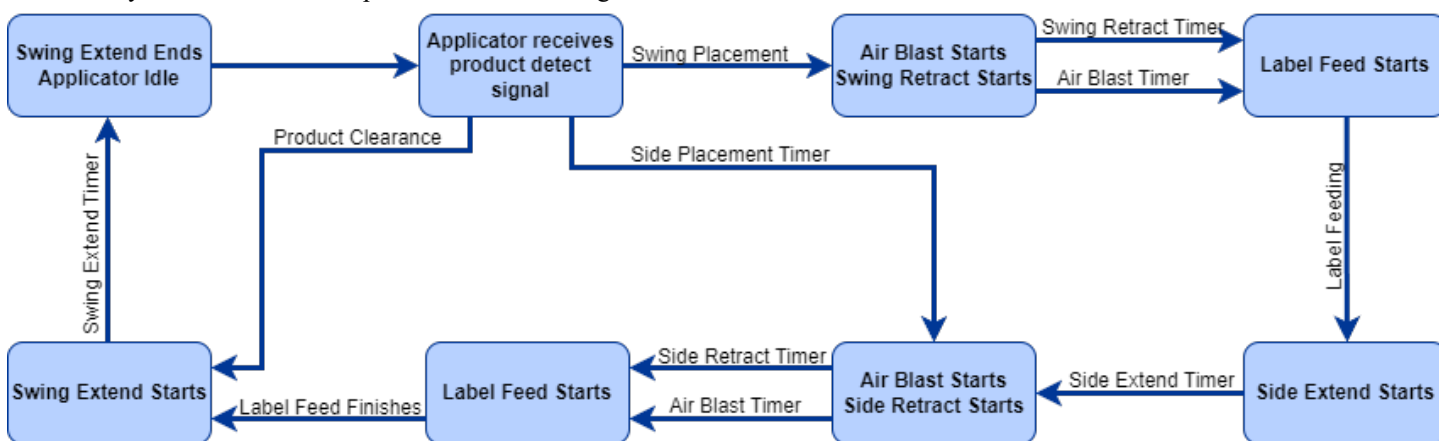 Swing Extend Ends
Applicator Idle
Applicator receives
product detect
signal
Swing Placement
Air Blast Starts
Swing Retract Starts
Swing Retract Timer
Air Blast Timer
Label Feed Starts
Product Clearance
Side Placement Timer
Swing Extend Timer
Label Feeding
Swing Extend Starts
Label Feed Finishes
Label Feed Starts
Side Retract Timer
Air Blast Timer
Air Blast Starts
Side Retract Starts
Side Extend Timer
Side Extend Starts